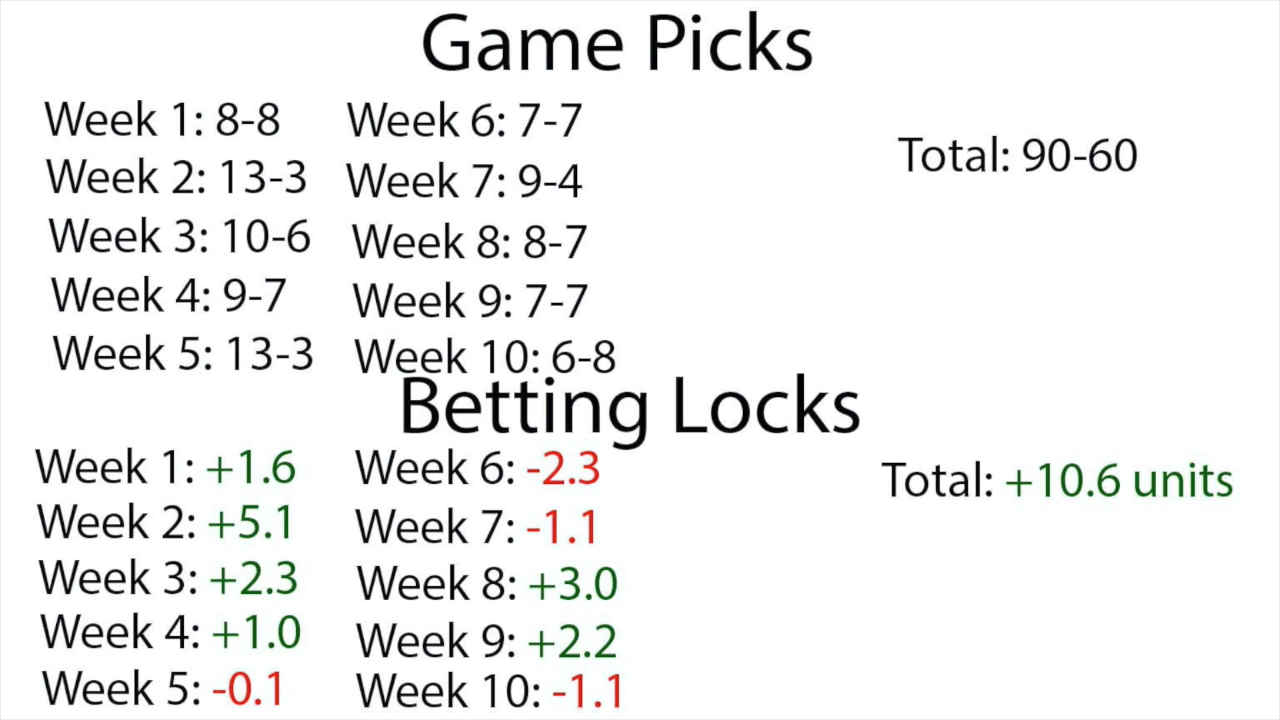 Game Picks
Week 1: 8-8
Week 2: 13-3
Week 3: 10-6
Week 4: 9-7
Week 5: 13-3
Week 6: 7-7
Week 7: 9-4
Week 8: 8-7
Week 9: 7-7
Week 10: 6-8
Total: 90-60
Betting Locks
Week 1: +1.6
Week 2: +5.1
Week 3: +2.3
Week 4: +1.0
Week 5: -0.1
Week 6: -2.3
Week 7: -1.1
Week 8: +3.0
Week 9: +2.2
Week 10: -1.1
Total: +10.6 units